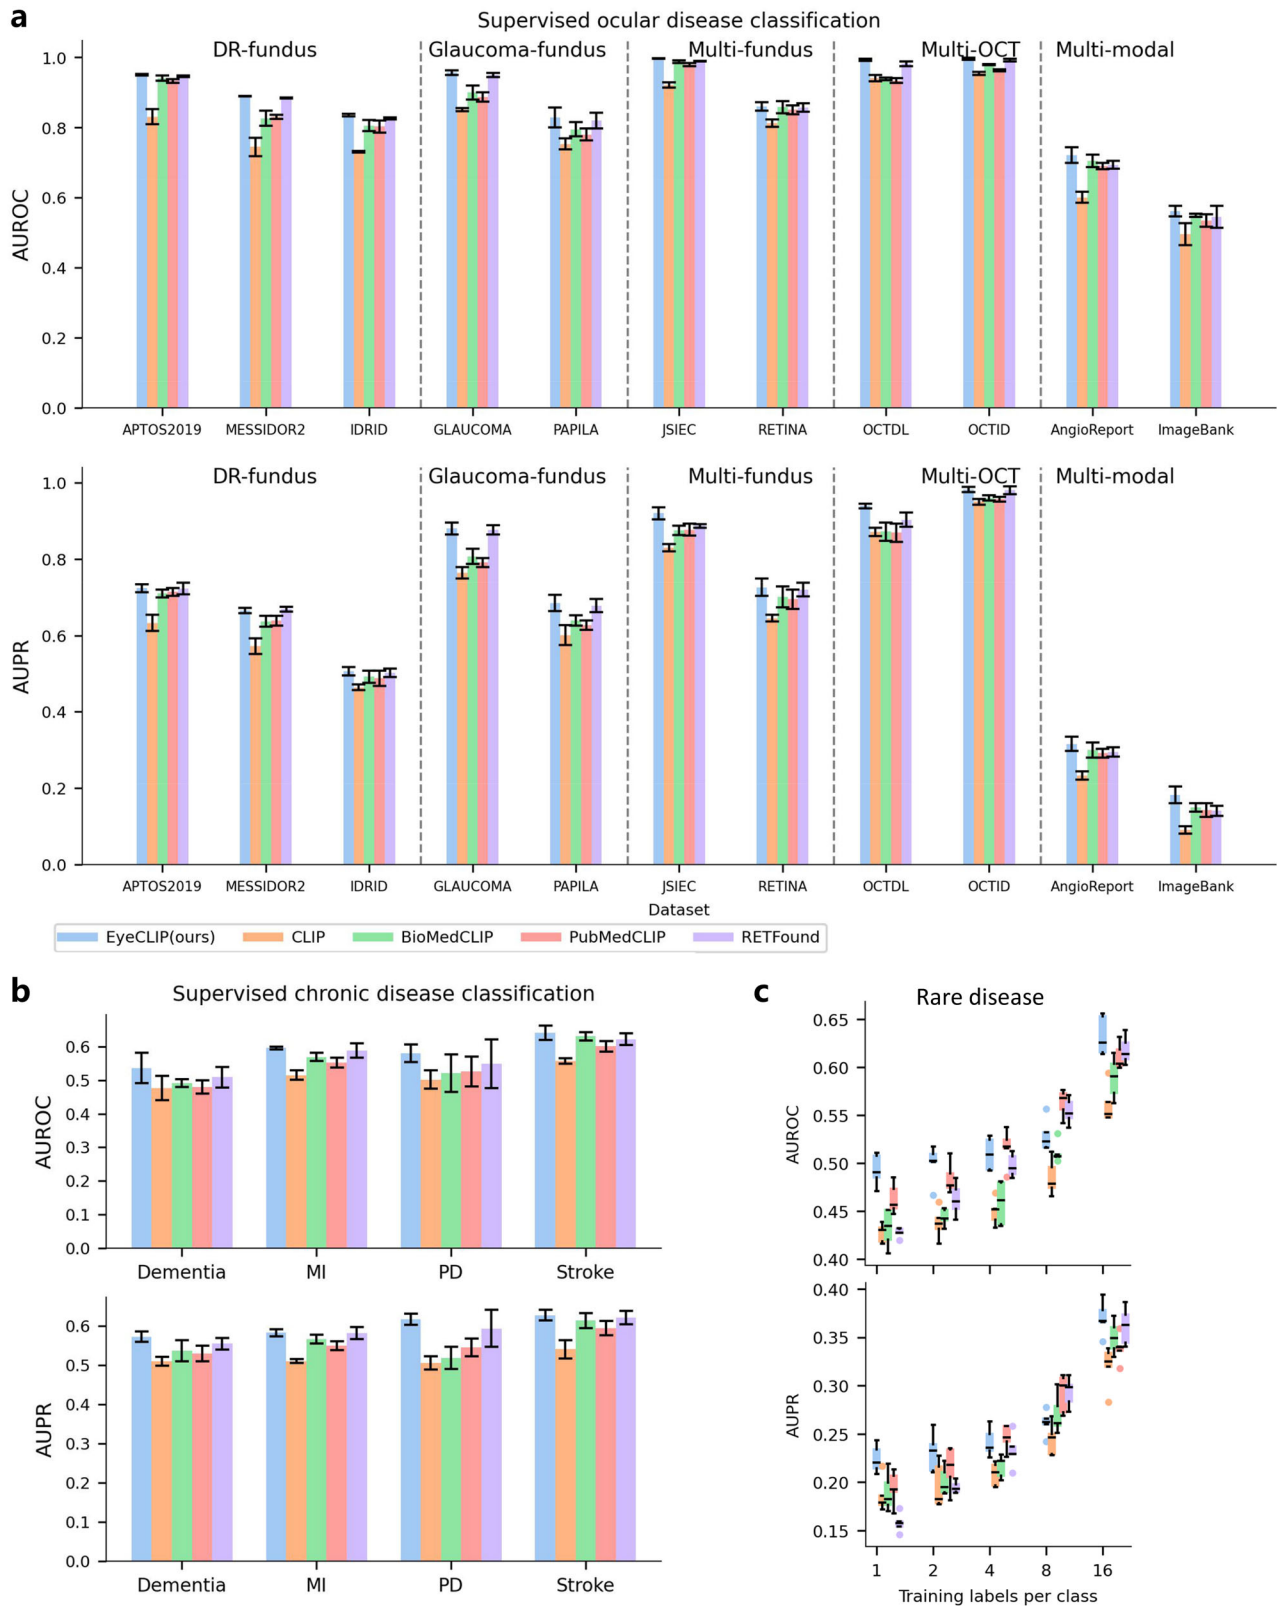 a
Supervised ocular disease classification
DR-fundus Glaucoma-fundus Multi-fundus Multi-OCT Multi-modal
1.0
0.8
0.6
0.4
0.2
0.0
AUROC
APTOS2019 MESSIDOR2 IDRID GLAUCOMA PAPILA JSIEC RETINA OCTDL OCTID AngioReport ImageBank
DR-fundus Glaucoma-fundus Multi-fundus Multi-OCT Multi-modal
1.0
0.8
0.6
0.4
0.2
0.0
AUPR
APTOS2019 MESSIDOR2 IDRID GLAUCOMA PAPILA JSIEC RETINA OCTDL OCTID AngioReport ImageBank
Dataset
EyeCLIP(ours) CLIP BioMedCLIP PubMedCLIP RETFound
b
Supervised chronic disease classification
0.6
0.5
0.4
0.3
0.2
0.1
0.0
AUROC
Dementia MI PD Stroke
0.6
0.5
0.4
0.3
0.2
0.1
0.0
AUPR
Dementia MI PD Stroke
c
Rare disease
0.65
0.60
0.55
0.50
0.45
0.40
AUROC
0.40
0.35
0.30
0.25
0.20
0.15
AUPR
1 2 4 8 16
Training labels per class